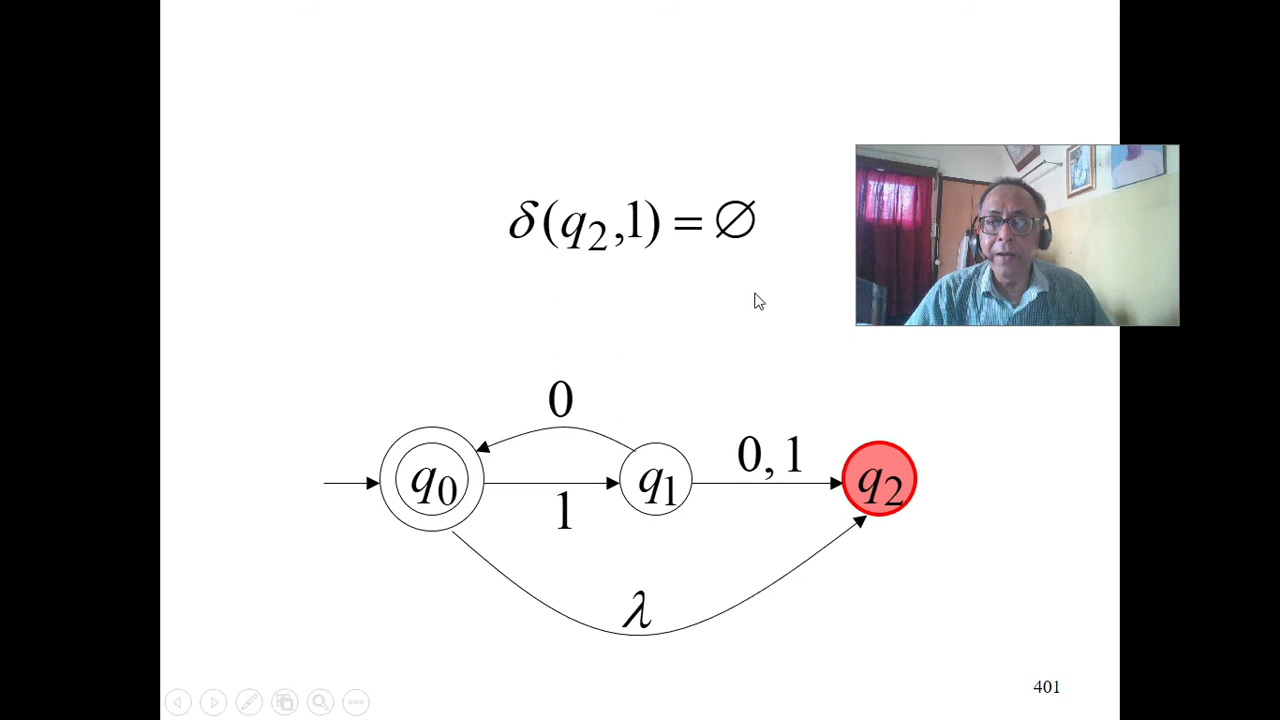 δ(q₂,1) = ∅
0
0, 1
q₀
q₁
q₂
1
λ
401